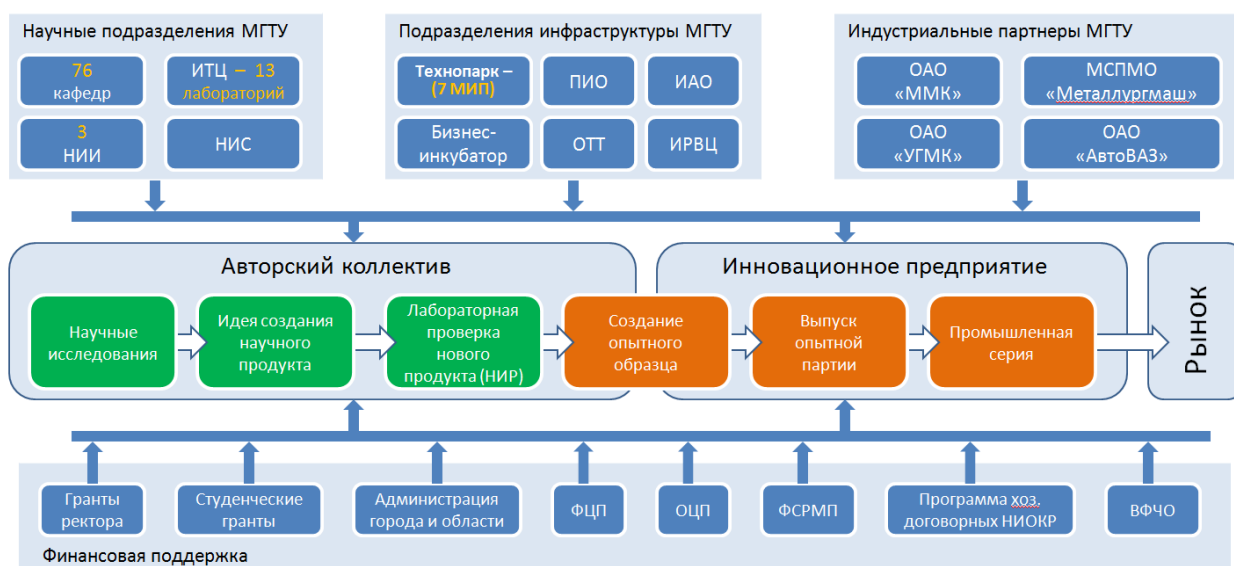 Научные подразделения МГТУ
76
кафедр
ИТЦ – 13
лабораторий
3
НИИ
НИС
Подразделения инфраструктуры МГТУ
Технопарк –
(7 МИП)
ПИО
ИАО
Бизнес-
инкубатор
ОТТ
ИРВЦ
Индустриальные партнеры МГТУ
ОАО
«ММК»
МСПМО
«Металлургмаш»
ОАО
«УГМК»
ОАО
«АвтоВАЗ»
Авторский коллектив
Научные
исследования
Идея создания
научного
продукта
Лабораторная
проверка
нового
продукта (НИР)
Создание
опытного
образца
Инновационное предприятие
Выпуск
опытной
партии
Промышленная
серия
Рынок
Гранты
ректора
Студенческие
гранты
Администрация
города и области
ФЦП
ОЦП
ФСРМП
Программа хоз.
договорных НИОКР
ВФЧО
Финансовая поддержка